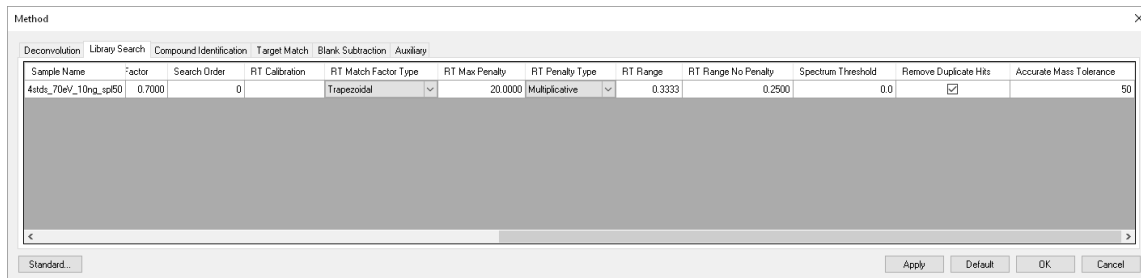 Method
Deconvolution Library Search Compound Identification Target Match Blank Subtraction Auxiliary
Sample Name Factor Search Order RT Calibration RT Match Factor Type RT Max Penalty RT Penalty Type RT Range RT Range No Penalty Spectrum Threshold Remove Duplicate Hits Accurate Mass Tolerance
4stds_70eV_10ng_spl50 0.7000 0 Trapezoidal 20.0000 Multiplicative 0.3333 0.2500 0.0 50
Standard... Apply Default OK Cancel